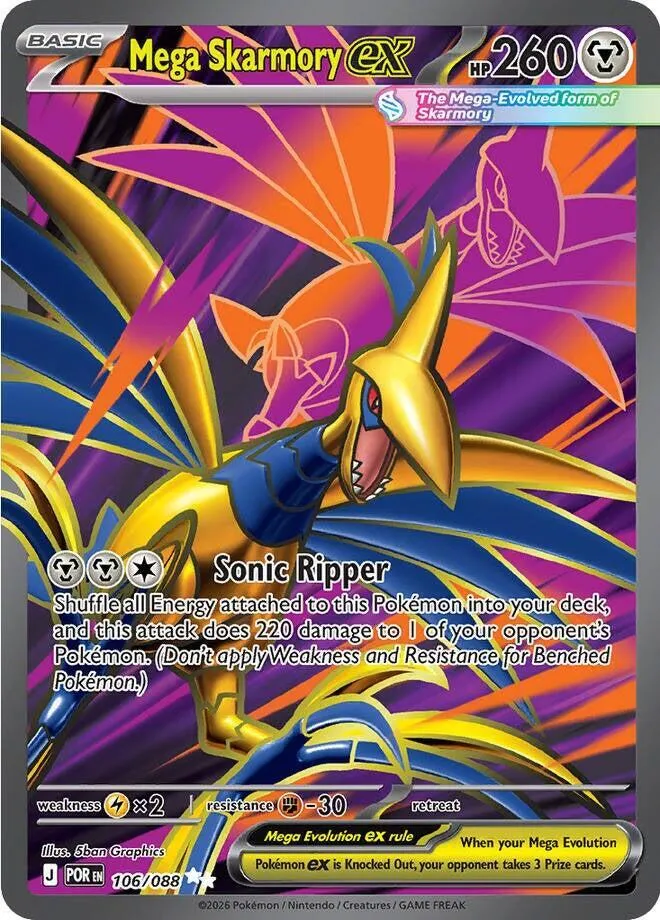 BASIC
Mega Skarmory ex HP 260
The Mega-Evolved form of
Skarmory
Sonic Ripper
Shuffle all Energy attached to this Pokémon into your deck,
and this attack does 220 damage to 1 of your opponent's
Pokémon. (Don't apply Weakness and Resistance for Benched
Pokémon.)
weakness ×2 resistance -30 retreat
Mega Evolution ex rule When your Mega Evolution
Pokémon ex is Knocked Out, your opponent takes 3 Prize cards.
Illus. 5ban Graphics
J POR EN 106/088
©2026 Pokémon / Nintendo / Creatures / GAME FREAK